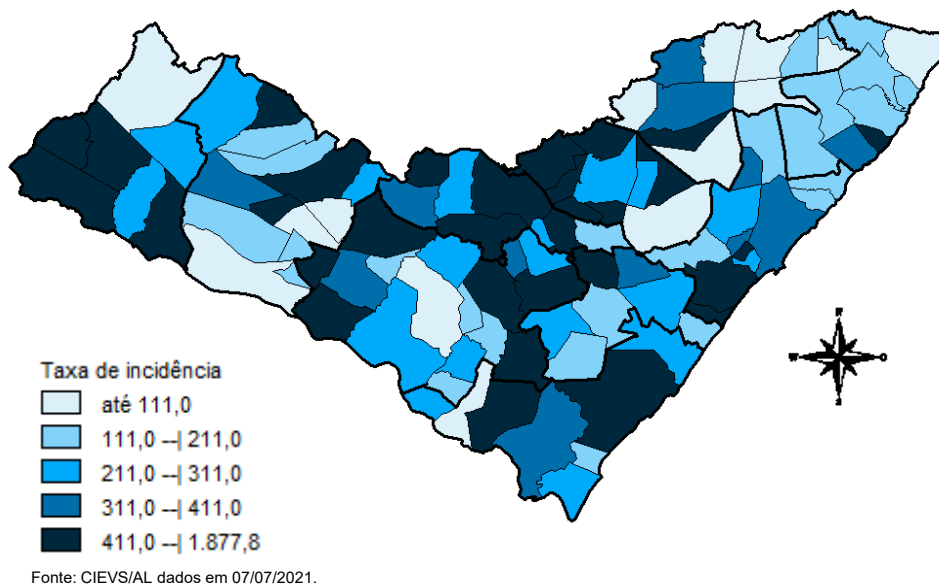 Taxa de incidência
até 111,0
111,0 --| 211,0
211,0 --| 311,0
311,0 --| 411,0
411,0 --| 1.877,8
Fonte: CIEVS/AL dados em 07/07/2021.